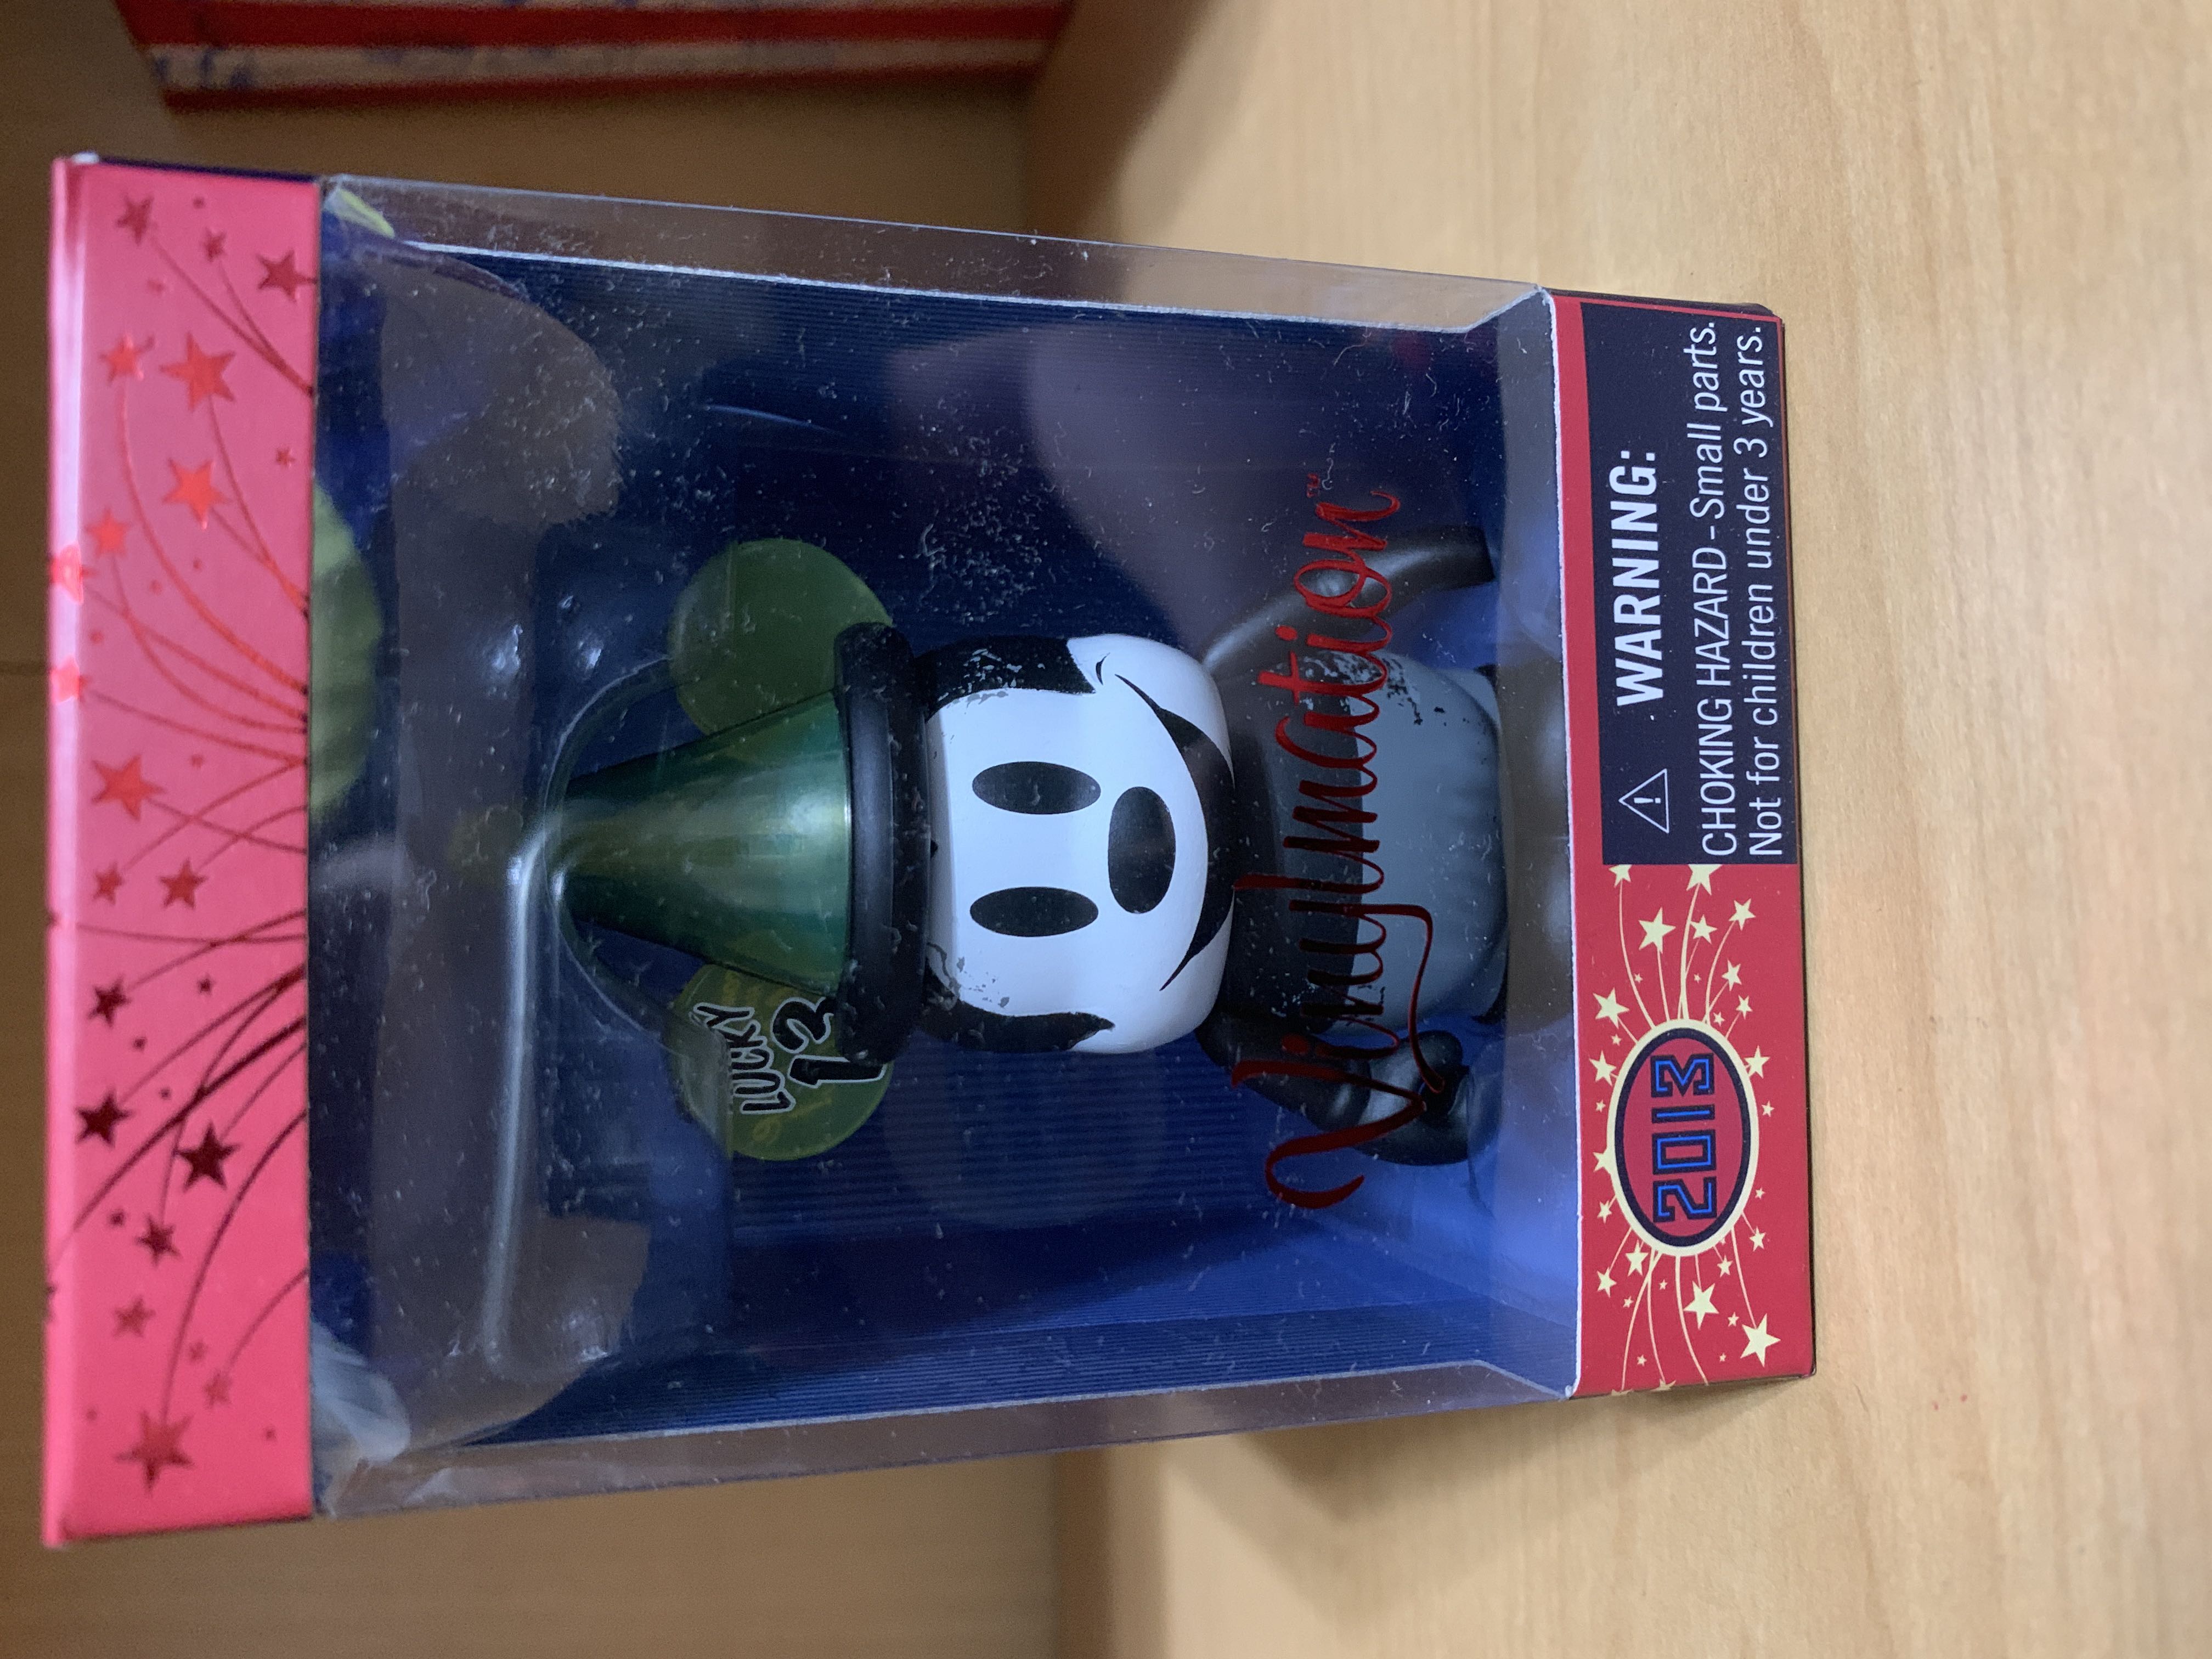 LUCKY
13
Vinylmation™
2013
⚠ WARNING:
CHOKING HAZARD-Small parts.
Not for children under 3 years.